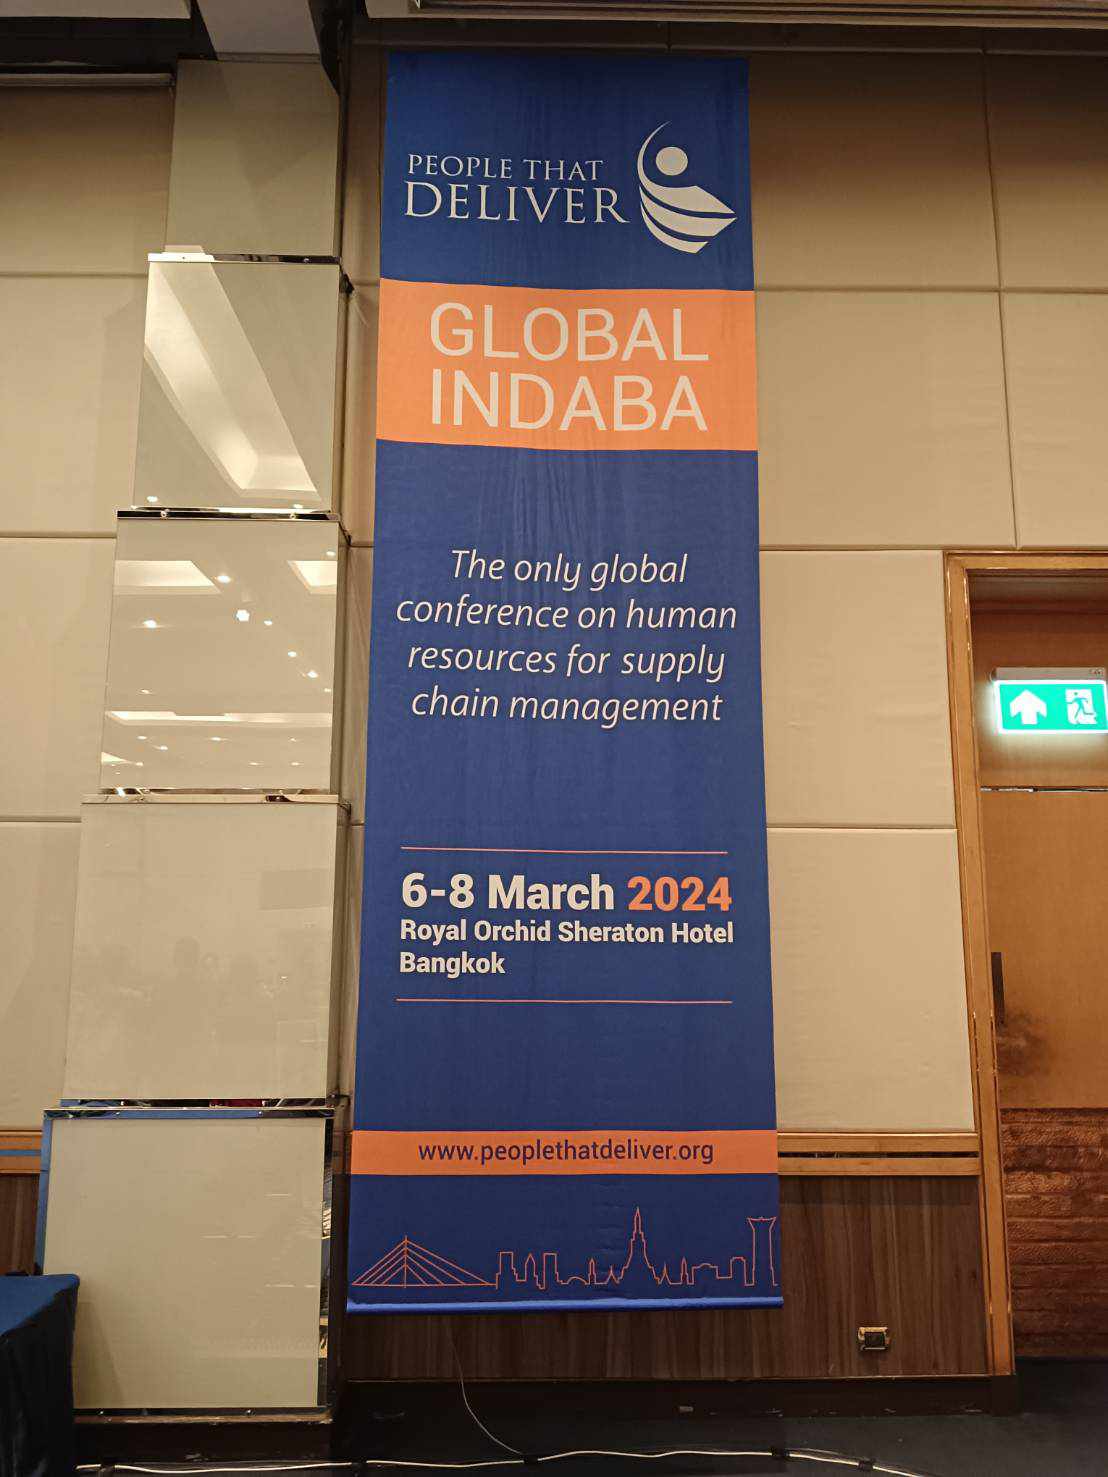 PEOPLE THAT
DELIVER
GLOBAL
INDABA
The only global
conference on human
resources for supply
chain management
6-8 March 2024
Royal Orchid Sheraton Hotel
Bangkok
www.peoplethatdeliver.org